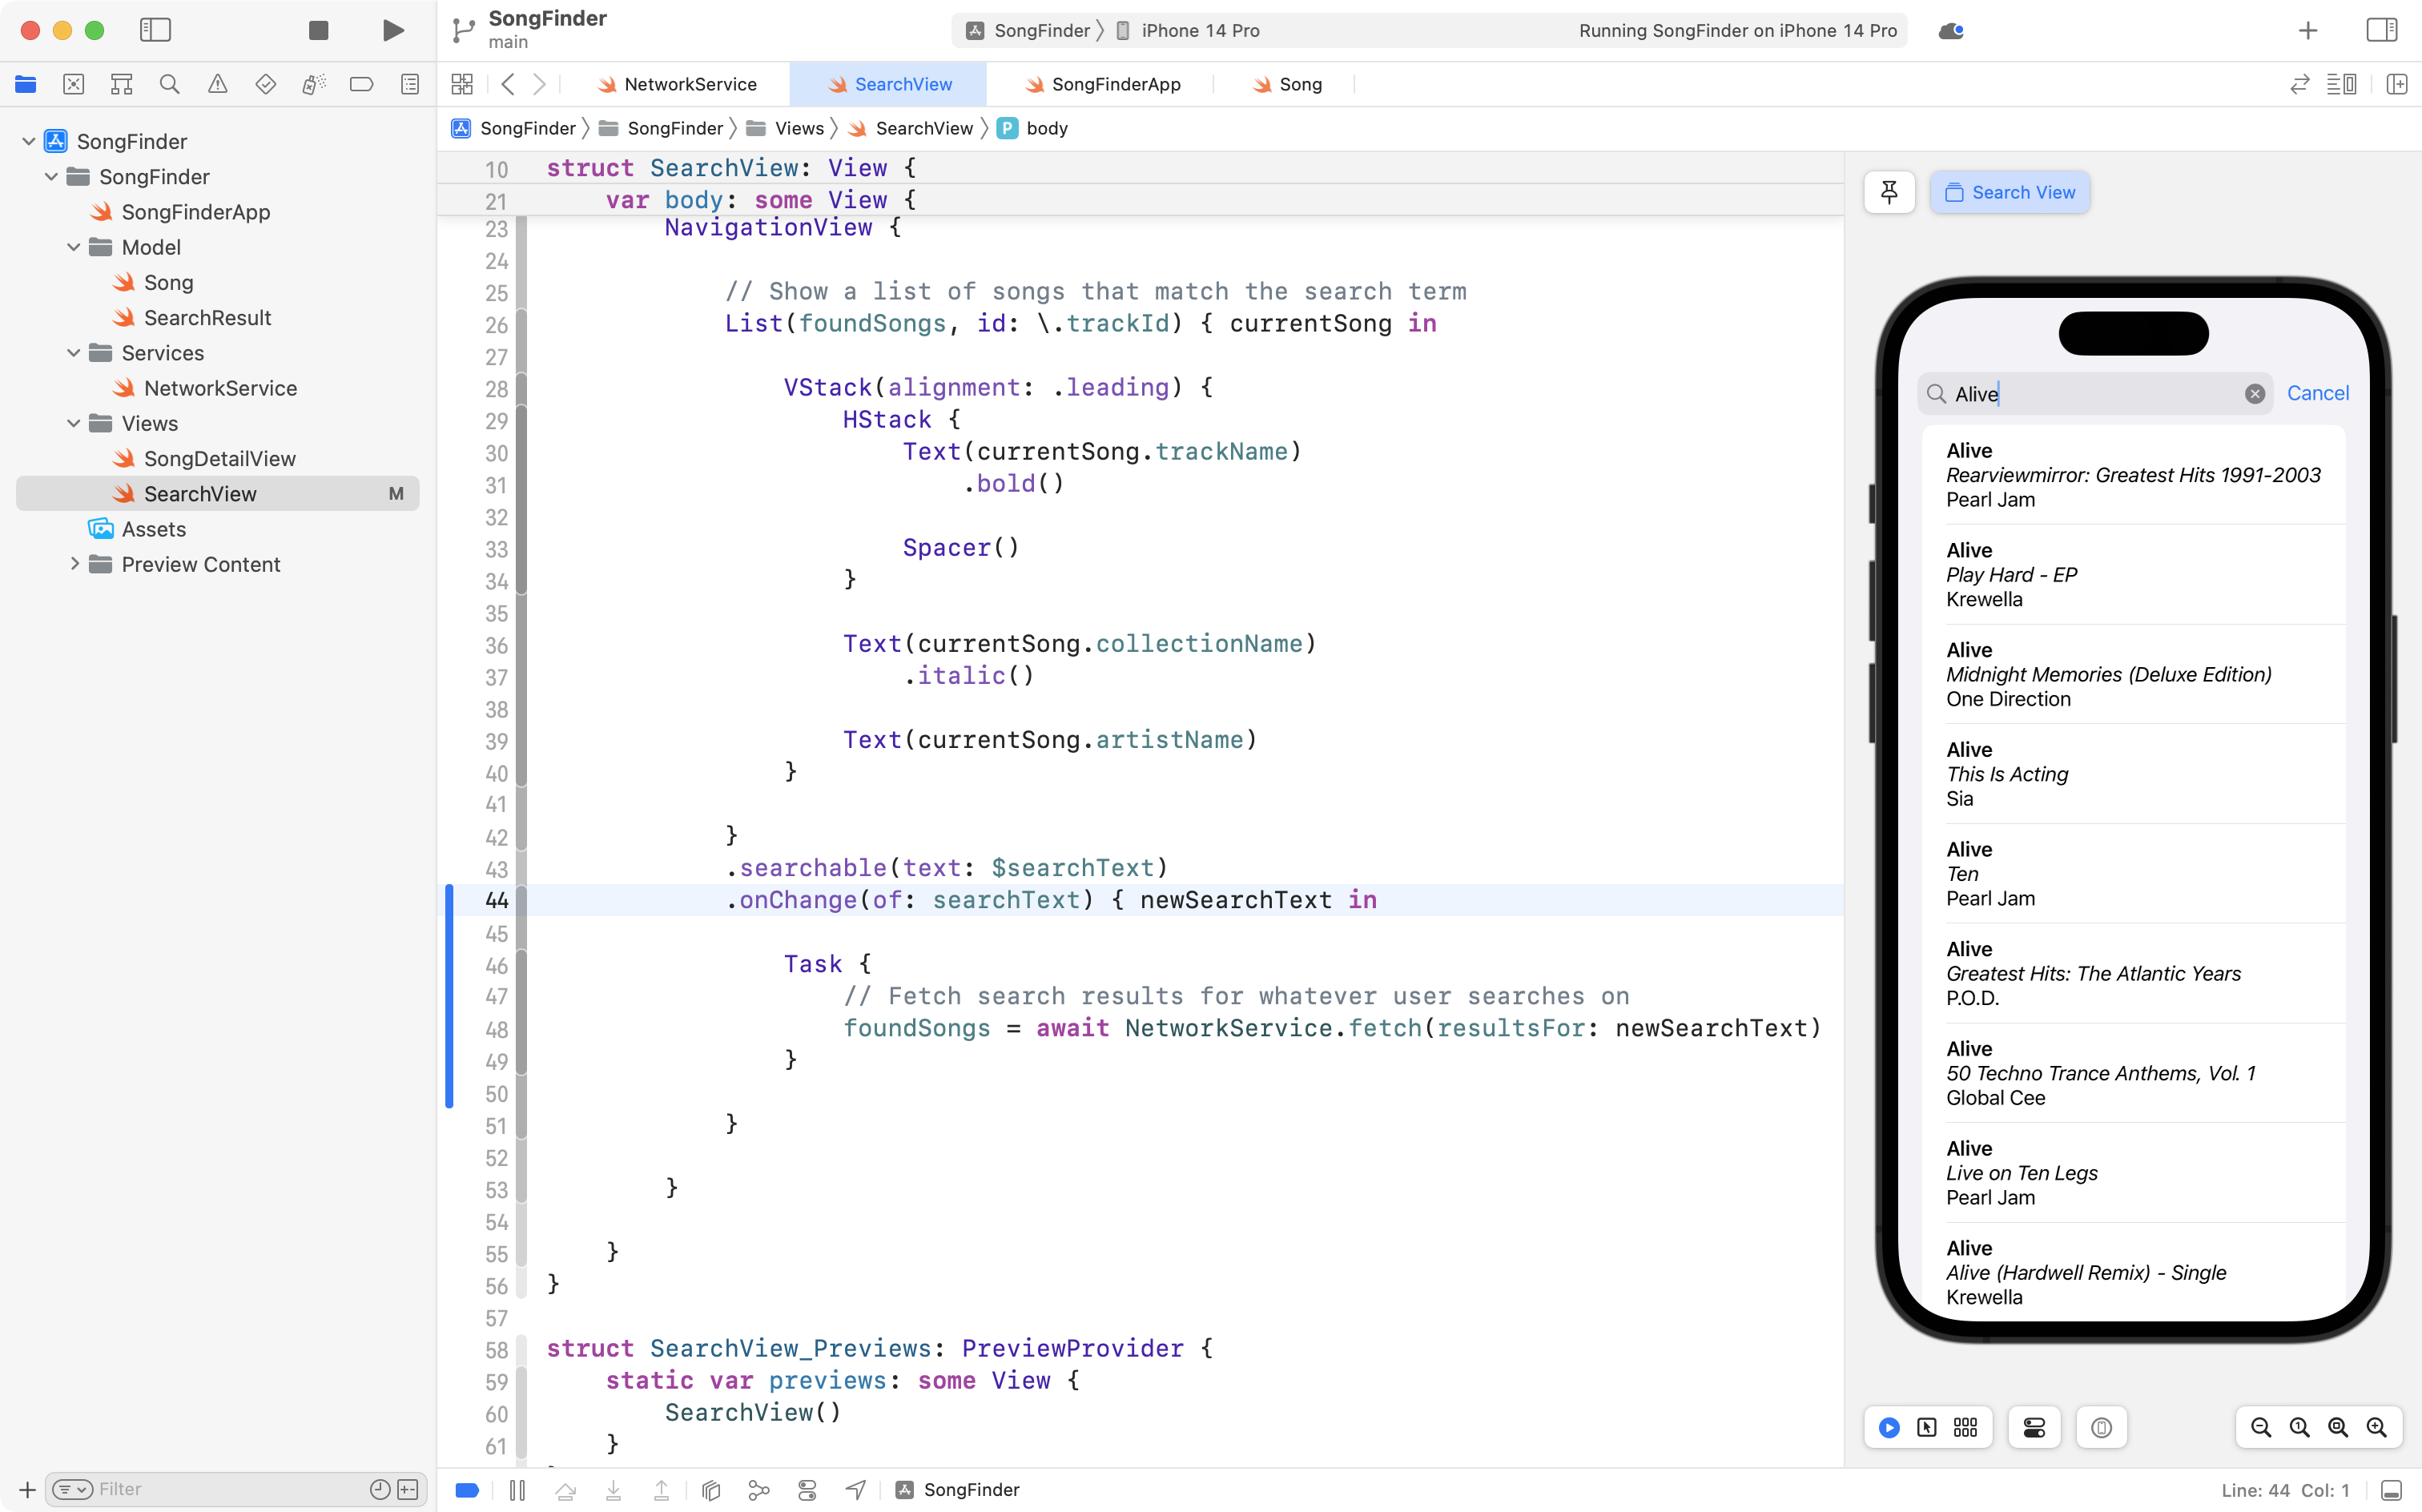 SongFinder
main
SongFinder 〉 iPhone 14 Pro
Running SongFinder on iPhone 14 Pro
NetworkService
SearchView
SongFinderApp
Song
SongFinder 〉 SongFinder 〉 Views 〉 SearchView 〉 P body
SongFinder
SongFinder
SongFinderApp
Model
Song
SearchResult
Services
NetworkService
Views
SongDetailView
SearchView M
Assets
Preview Content
Filter
10 struct SearchView: View {
21 var body: some View {
23 NavigationView {
24
25 // Show a list of songs that match the search term
26 List(foundSongs, id: \.trackId) { currentSong in
27
28 VStack(alignment: .leading) {
29 HStack {
30 Text(currentSong.trackName)
31 .bold()
32
33 Spacer()
34 }
35
36 Text(currentSong.collectionName)
37 .italic()
38
39 Text(currentSong.artistName)
40 }
41
42 }
43 .searchable(text: $searchText)
44 .onChange(of: searchText) { newSearchText in
45
46 Task {
47 // Fetch search results for whatever user searches on
48 foundSongs = await NetworkService.fetch(resultsFor: newSearchText)
49 }
50
51 }
52
53 }
54
55 }
56 }
57
58 struct SearchView_Previews: PreviewProvider {
59 static var previews: some View {
60 SearchView()
61 }
Search View
Alive
Cancel
Alive
Rearviewmirror: Greatest Hits 1991-2003
Pearl Jam
Alive
Play Hard - EP
Krewella
Alive
Midnight Memories (Deluxe Edition)
One Direction
Alive
This Is Acting
Sia
Alive
Ten
Pearl Jam
Alive
Greatest Hits: The Atlantic Years
P.O.D.
Alive
50 Techno Trance Anthems, Vol. 1
Global Cee
Alive
Live on Ten Legs
Pearl Jam
Alive
Alive (Hardwell Remix) - Single
Krewella
SongFinder
Line: 44 Col: 1